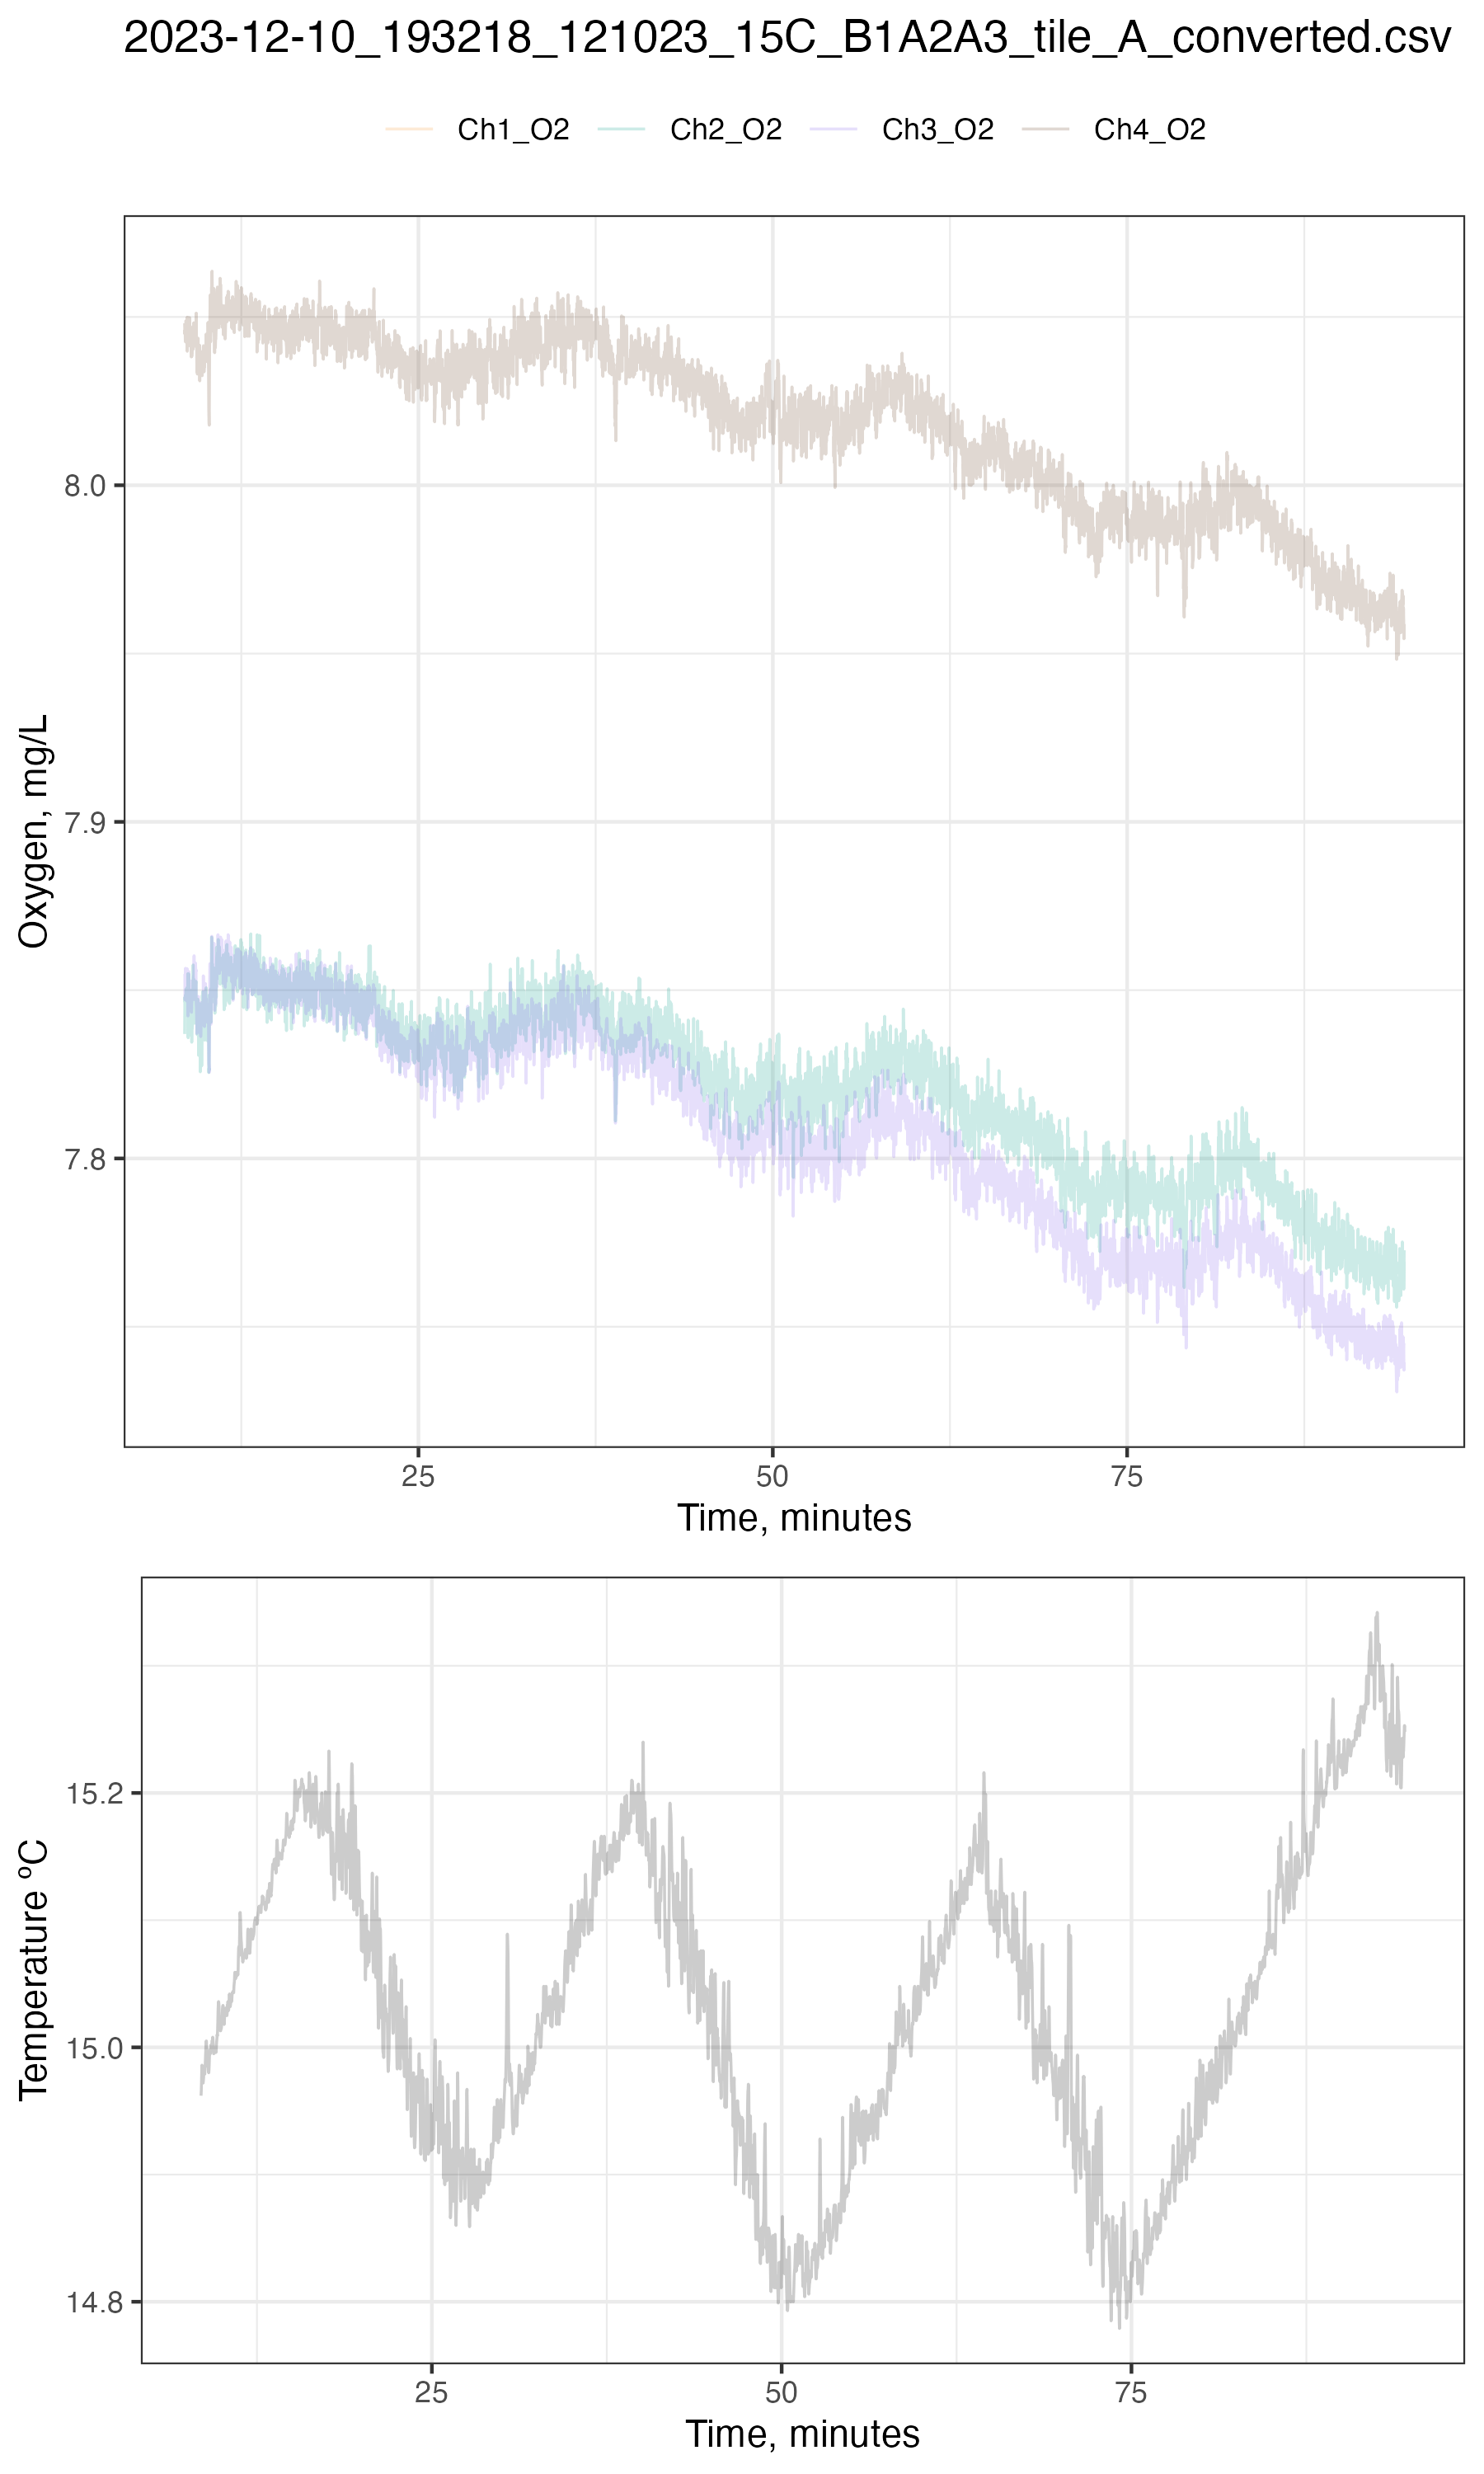 2023-12-10_193218_121023_15C_B1A2A3_tile_A_converted.csv
Ch1_O2 Ch2_O2 Ch3_O2 Ch4_O2
Oxygen, mg/L
8.0
7.9
7.8
25 50 75
Time, minutes
Temperature ºC
15.2
15.0
14.8
25 50 75
Time, minutes